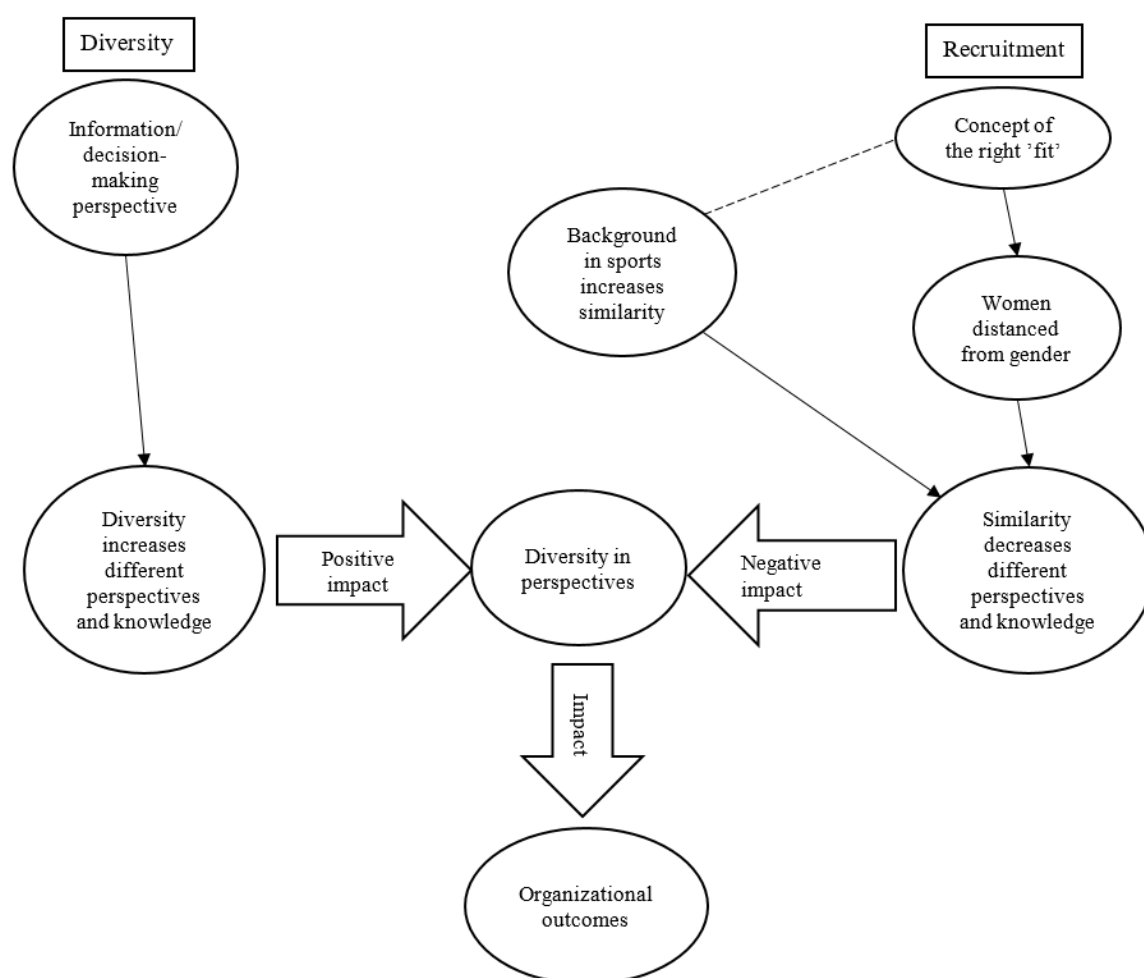 Diversity
Recruitment
Information/
decision-
making
perspective
Concept of
the right ’fit’
Background
in sports
increases
similarity
Women
distanced
from gender
Diversity
increases
different
perspectives
and knowledge
Positive
impact
Diversity in
perspectives
Negative
impact
Similarity
decreases
different
perspectives
and knowledge
Impact
Organizational
outcomes